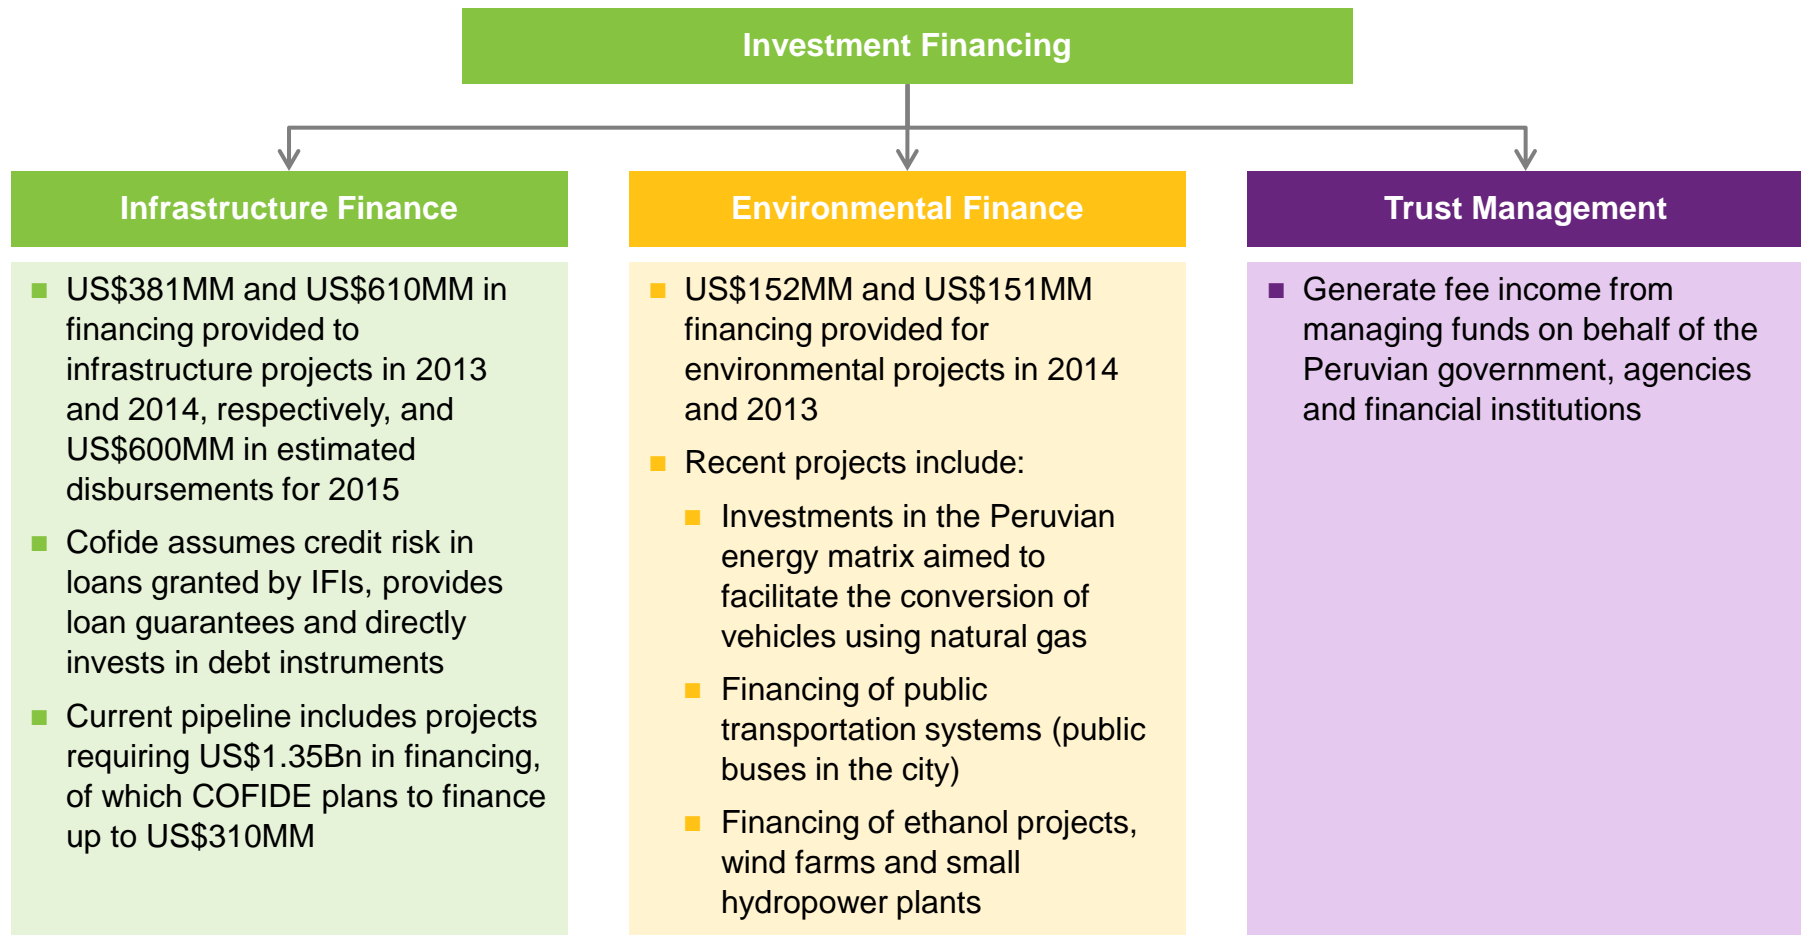 Investment Financing
Infrastructure Finance
US$381MM and US$610MM in
financing provided to
infrastructure projects in 2013
and 2014, respectively, and
US$600MM in estimated
disbursements for 2015
Cofide assumes credit risk in
loans granted by IFIs, provides
loan guarantees and directly
invests in debt instruments
Current pipeline includes projects
requiring US$1.35Bn in financing,
of which COFIDE plans to finance
up to US$310MM
Environmental Finance
US$152MM and US$151MM
financing provided for
environmental projects in 2014
and 2013
Recent projects include:
Investments in the Peruvian
energy matrix aimed to
facilitate the conversion of
vehicles using natural gas
Financing of public
transportation systems (public
buses in the city)
Financing of ethanol projects,
wind farms and small
hydropower plants
Trust Management
Generate fee income from
managing funds on behalf of the
Peruvian government, agencies
and financial institutions